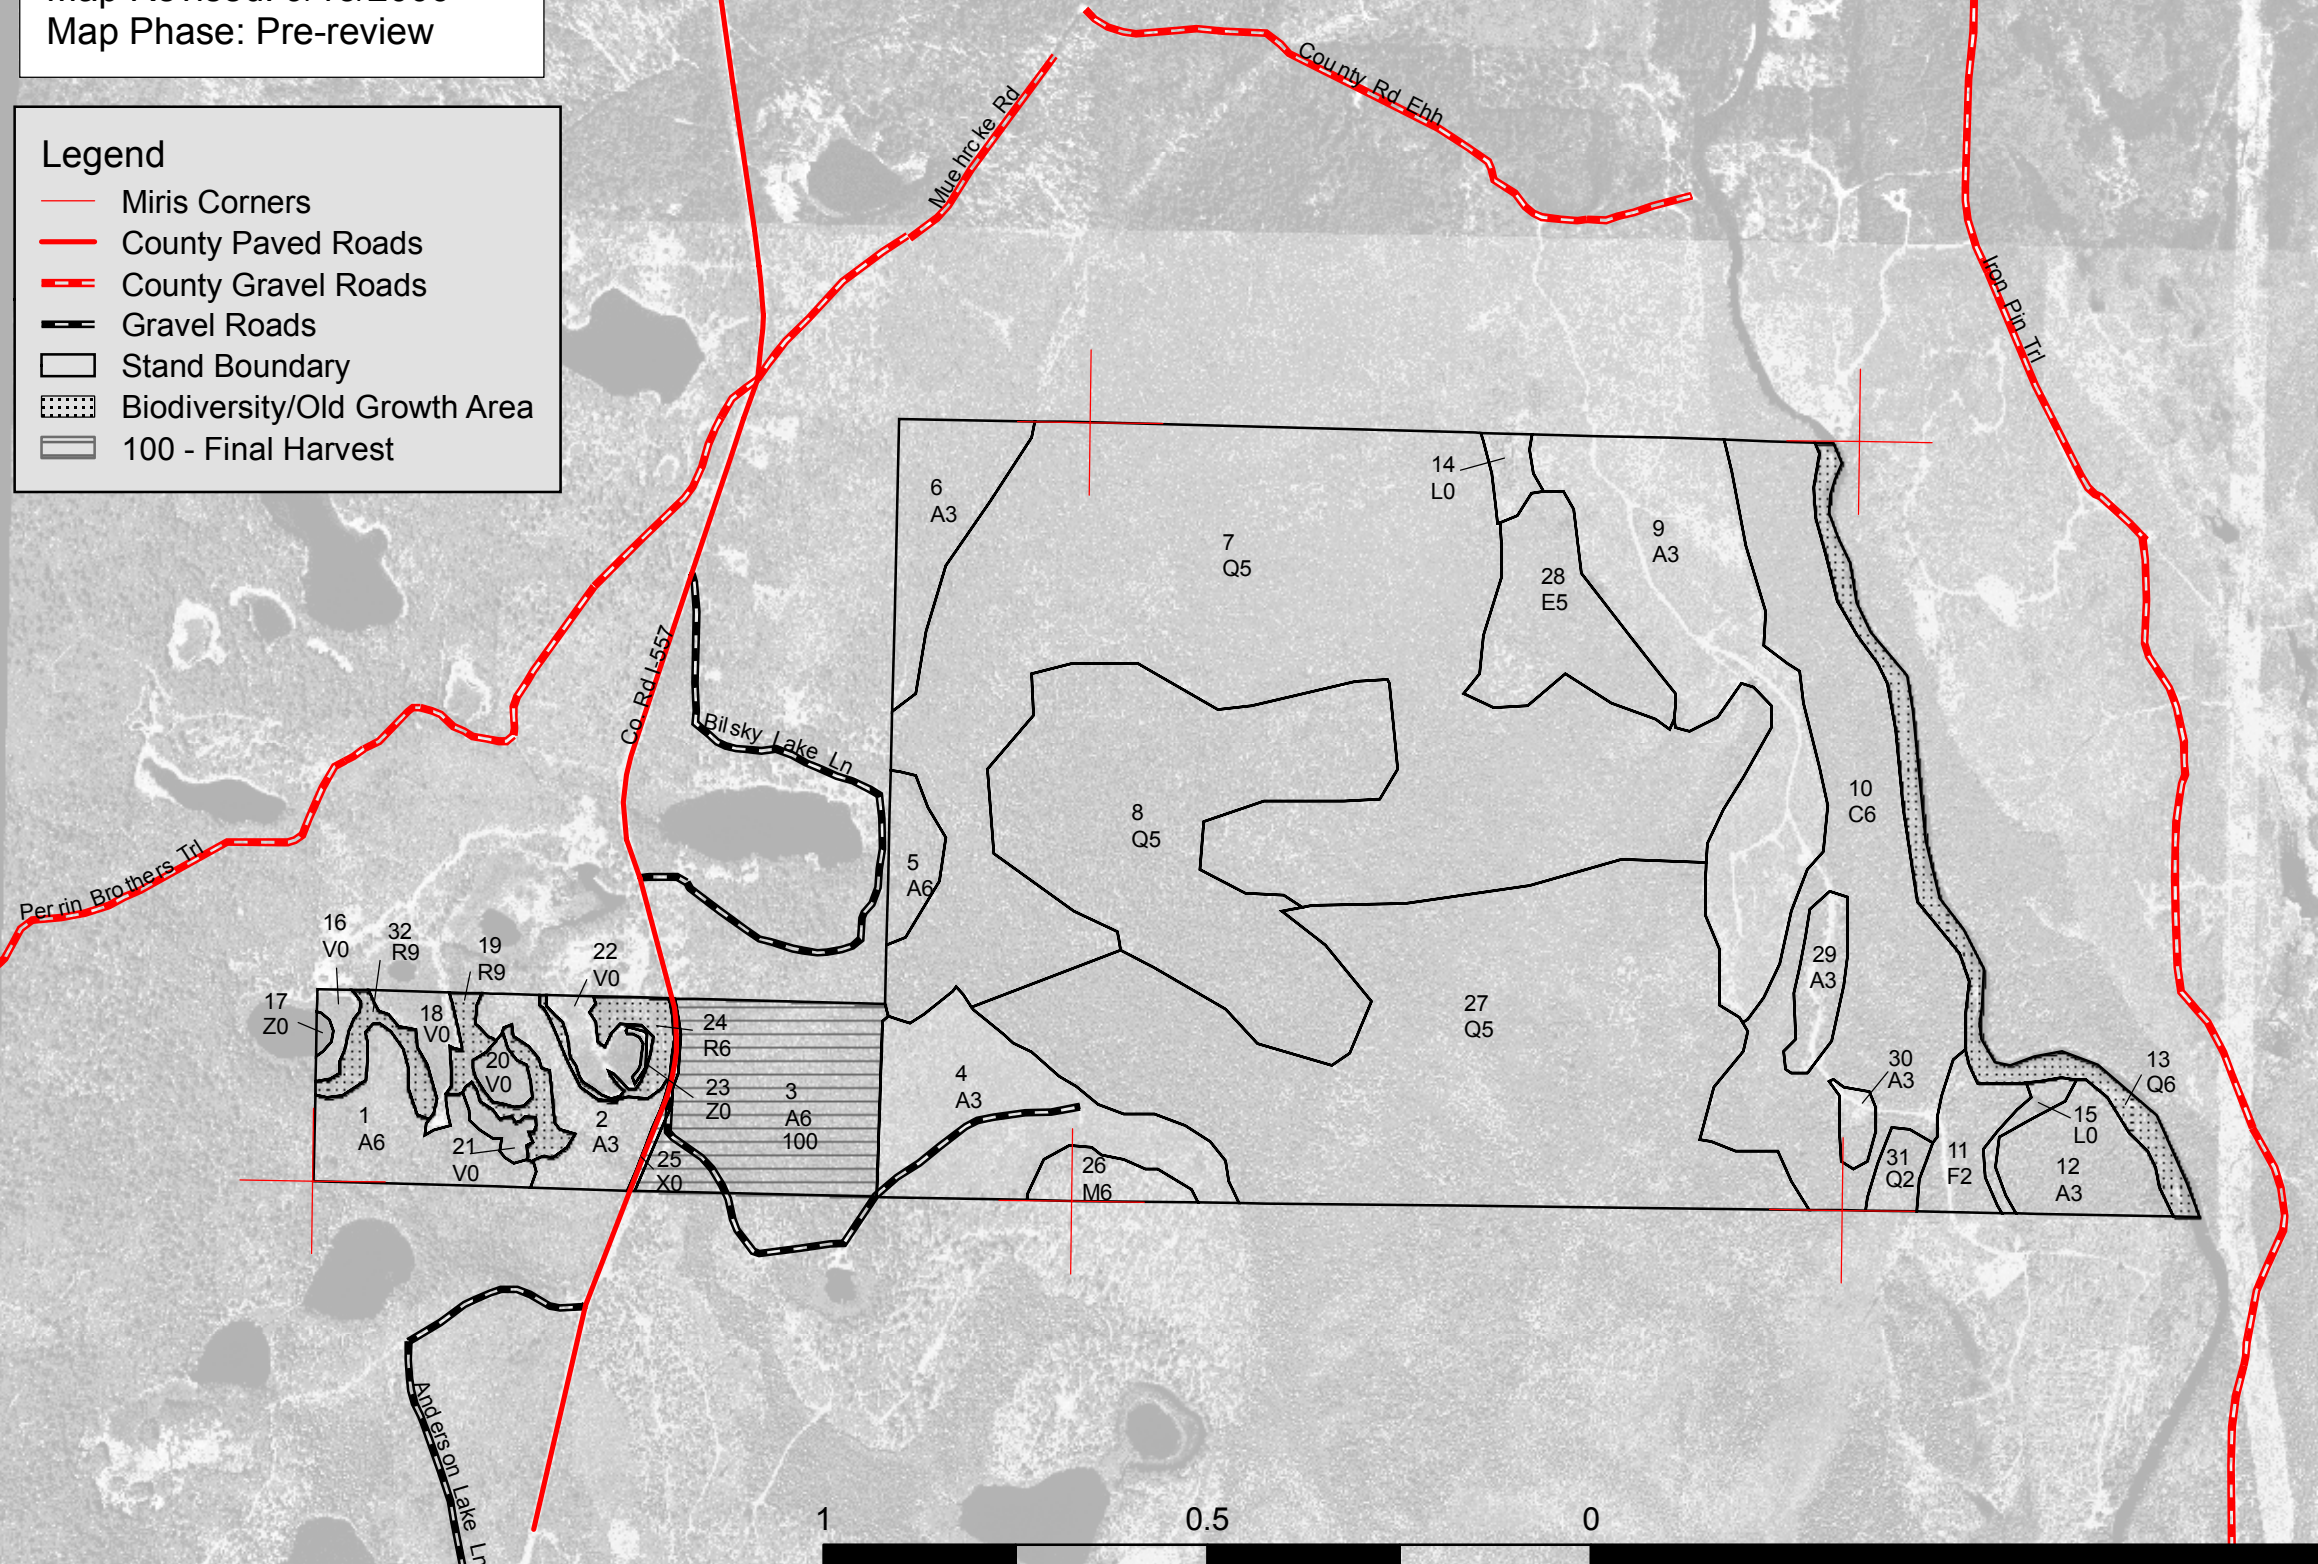 Map Phase: Pre-review
Legend
Miris Corners
County Paved Roads
County Gravel Roads
Gravel Roads
Stand Boundary
Biodiversity/Old Growth Area
100 - Final Harvest
County Rd Ehh
Muehrcke Rd
Iron Pin Trl
Co Rd I-557
Bilsky Lake Ln
Perrin Brothers Trl
Anderson Lake Ln
6
A3
7
Q5
14
L0
9
A3
28
E5
10
C6
8
Q5
5
A6
29
A3
27
Q5
16
V0
32
R9
19
R9
22
V0
17
Z0
18
V0
24
R6
20
V0
23
Z0
3
A6
100
4
A3
30
A3
13
Q6
1
A6
2
A3
21
V0
25
X0
26
M6
31
Q2
11
F2
15
L0
12
A3
1
0.5
0